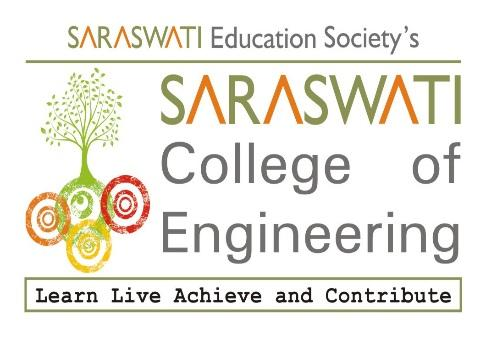 SARASWATI Education Society's
SARASWATI
College of
Engineering
Learn Live Achieve and Contribute